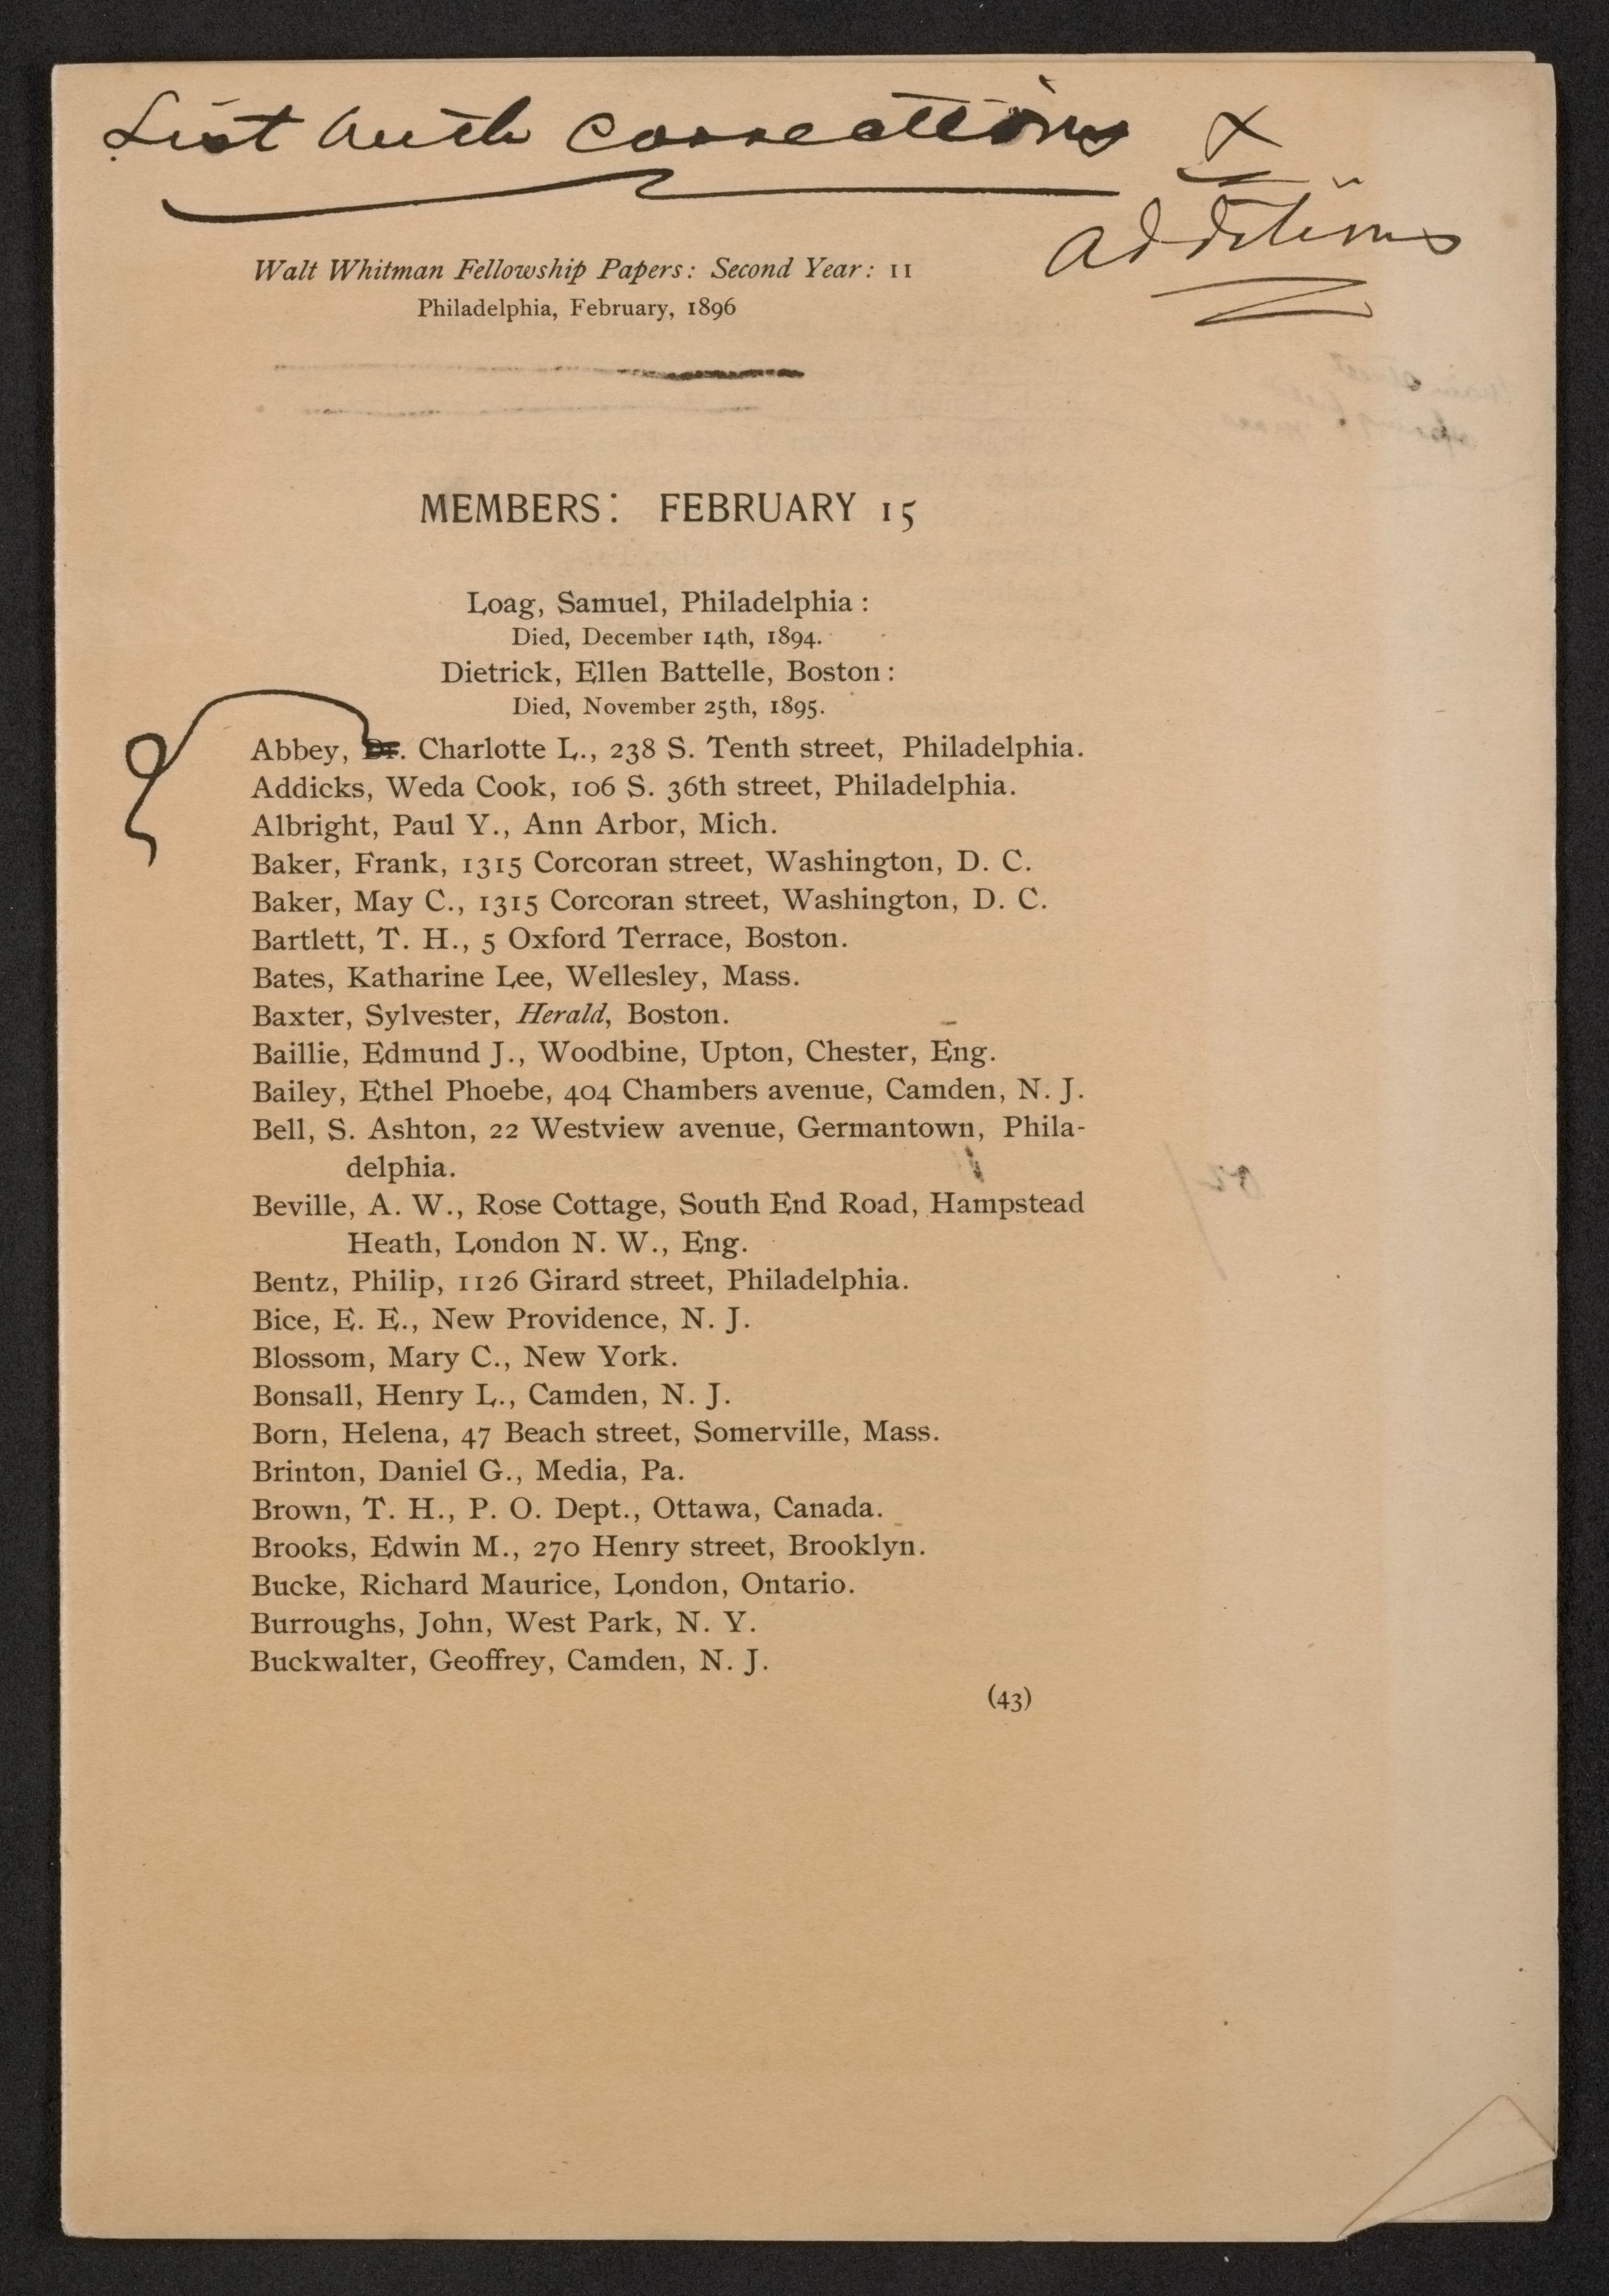 List with corrections &
additions
Walt Whitman Fellowship Papers: Second Year: 11
Philadelphia, February, 1896
MEMBERS: FEBRUARY 15
Loag, Samuel, Philadelphia:
Died, December 14th, 1894.
Dietrick, Ellen Battelle, Boston:
Died, November 25th, 1895.
Abbey, Dr. Charlotte L., 238 S. Tenth street, Philadelphia.
Addicks, Weda Cook, 106 S. 36th street, Philadelphia.
Albright, Paul Y., Ann Arbor, Mich.
Baker, Frank, 1315 Corcoran street, Washington, D. C.
Baker, May C., 1315 Corcoran street, Washington, D. C.
Bartlett, T. H., 5 Oxford Terrace, Boston.
Bates, Katharine Lee, Wellesley, Mass.
Baxter, Sylvester, Herald, Boston.
Baillie, Edmund J., Woodbine, Upton, Chester, Eng.
Bailey, Ethel Phoebe, 404 Chambers avenue, Camden, N. J.
Bell, S. Ashton, 22 Westview avenue, Germantown, Phila-
delphia.
Beville, A. W., Rose Cottage, South End Road, Hampstead
Heath, London N. W., Eng.
Bentz, Philip, 1126 Girard street, Philadelphia.
Bice, E. E., New Providence, N. J.
Blossom, Mary C., New York.
Bonsall, Henry L., Camden, N. J.
Born, Helena, 47 Beach street, Somerville, Mass.
Brinton, Daniel G., Media, Pa.
Brown, T. H., P. O. Dept., Ottawa, Canada.
Brooks, Edwin M., 270 Henry street, Brooklyn.
Bucke, Richard Maurice, London, Ontario.
Burroughs, John, West Park, N. Y.
Buckwalter, Geoffrey, Camden, N. J.
(43)